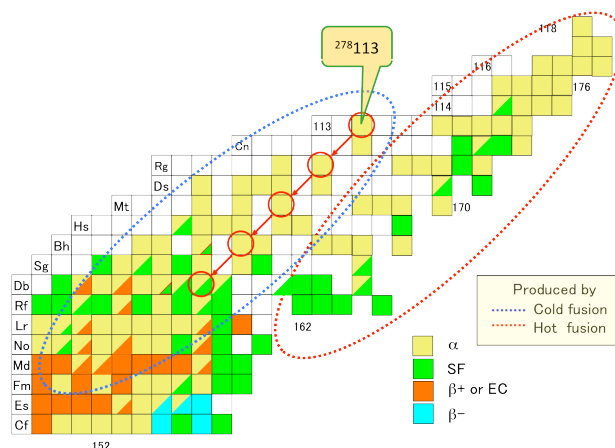 118
²⁷⁸113
116
115
176
114
113
Cn
Rg
Ds
170
Mt
Hs
Bh
Sg
Db
Rf
162
Lr
No
Md
Fm
Es
Cf
152
Produced by
Cold fusion
Hot fusion
α
SF
β+ or EC
β−